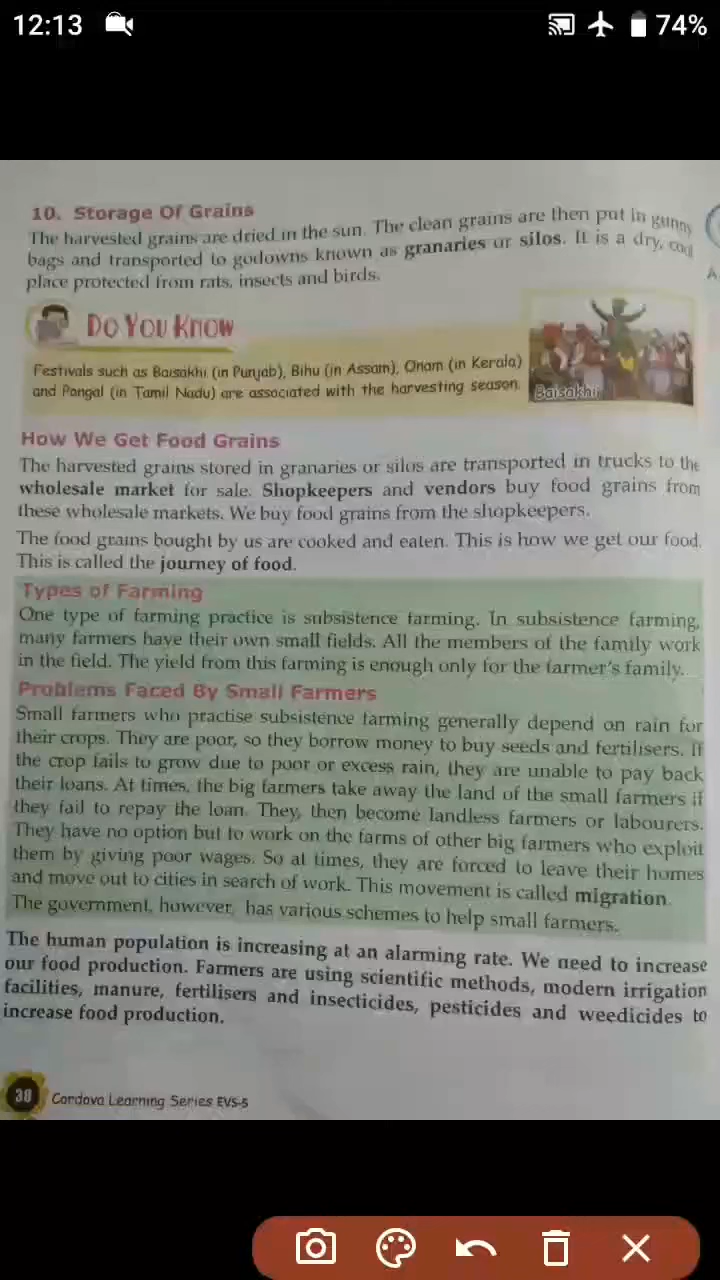 12:13
74%
10. Storage Of Grains
The harvested grains are dried in the sun. The clean grains are then put in gunny
bags and transported to godowns known as granaries or silos. It is a dry, cool
place protected from rats, insects and birds.
DO YOU KNOW
Festivals such as Baisakhi (in Punjab), Bihu (in Assam), Onam (in Kerala)
and Pongal (in Tamil Nadu) are associated with the harvesting season.
Baisakhi
How We Get Food Grains
The harvested grains stored in granaries or silos are transported in trucks to the
wholesale market for sale. Shopkeepers and vendors buy food grains from
these wholesale markets. We buy food grains from the shopkeepers.
The food grains bought by us are cooked and eaten. This is how we get our food.
This is called the journey of food.
Types of Farming
One type of farming practice is subsistence farming. In subsistence farming,
many farmers have their own small fields. All the members of the family work
in the field. The yield from this farming is enough only for the farmer's family.
Problems Faced By Small Farmers
Small farmers who practise subsistence farming generally depend on rain for
their crops. They are poor, so they borrow money to buy seeds and fertilisers. If
the crop fails to grow due to poor or excess rain, they are unable to pay back
their loans. At times, the big farmers take away the land of the small farmers if
they fail to repay the loan. They, then become landless farmers or labourers.
They have no option but to work on the farms of other big farmers who exploit
them by giving poor wages. So at times, they are forced to leave their homes
and move out to cities in search of work. This movement is called migration.
The government, however, has various schemes to help small farmers.
The human population is increasing at an alarming rate. We need to increase
our food production. Farmers are using scientific methods, modern irrigation
facilities, manure, fertilisers and insecticides, pesticides and weedicides to
increase food production.
38 Cordova Learning Series EVS-5